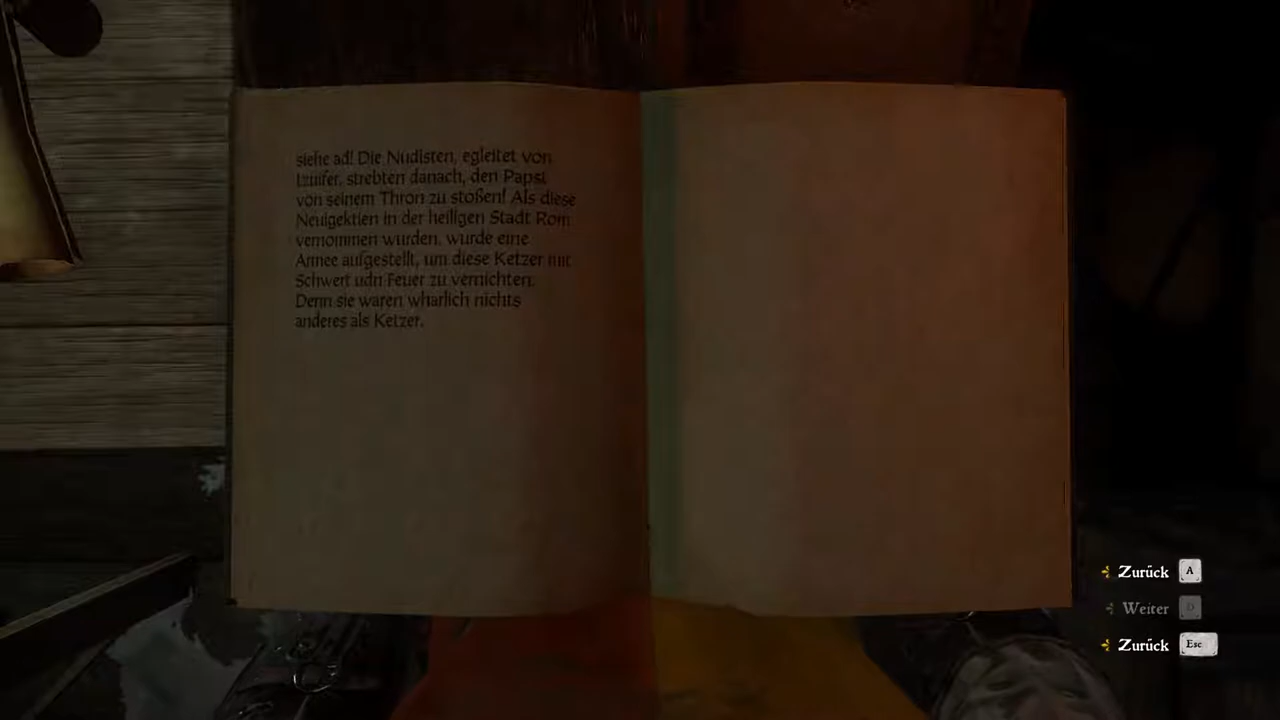 siehe ad! Die Nudisten, egleitet von
Lzuifer, strebten danach, den Papst
von seinem Thron zu stoßen! Als diese
Neuigektien in der heiligen Stadt Rom
vernommen wurden, wurde eine
Armee aufgestellt, um diese Ketzer mit
Schwert udn Feuer zu vernichten.
Denn sie waren wharlich nichts
anderes als Ketzer.
Zurück A
Weiter D
Zurück Esc